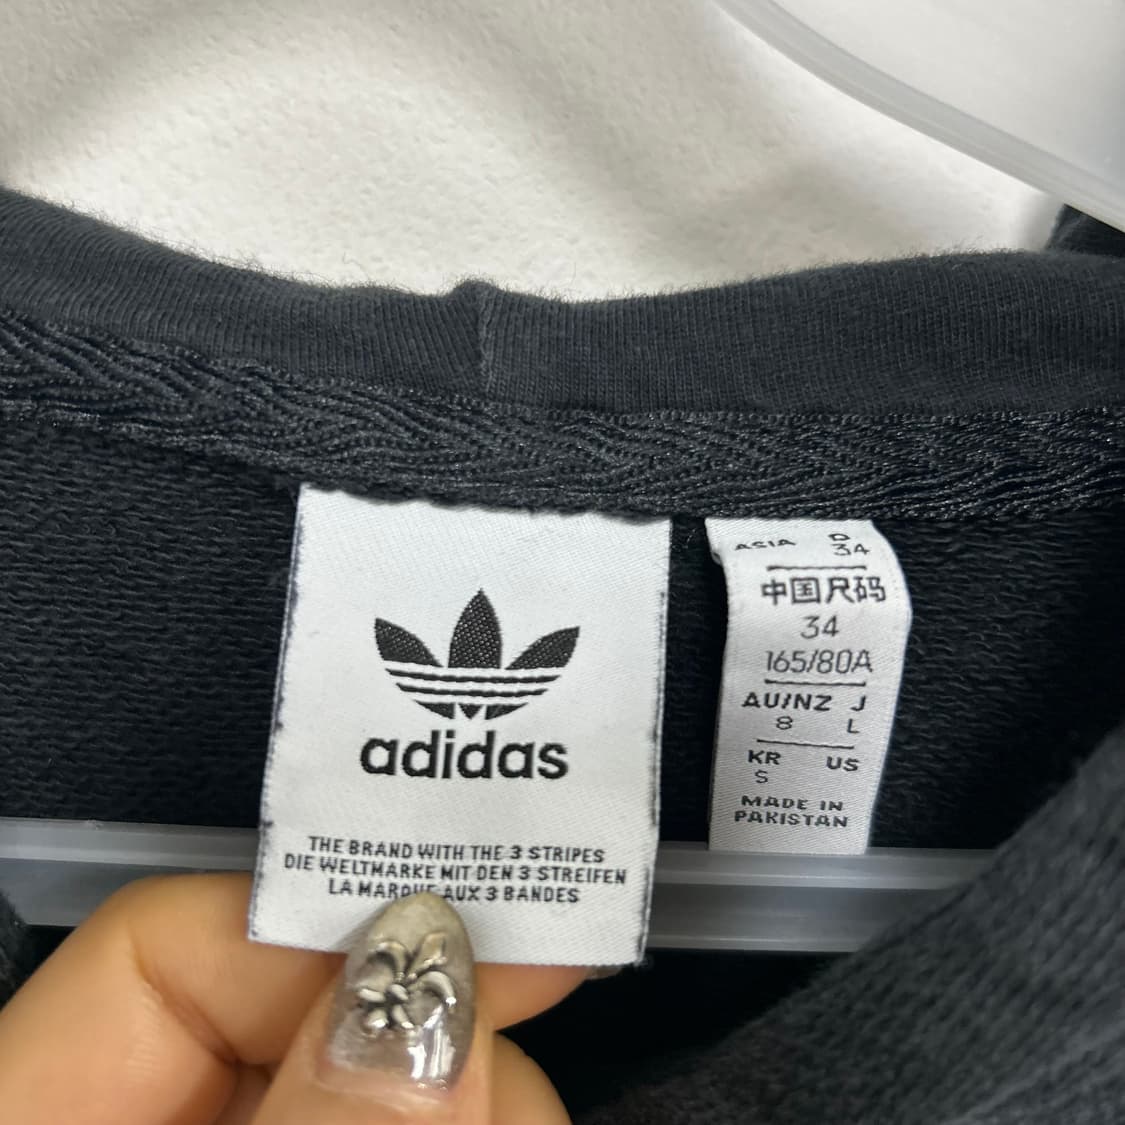 adidas
THE BRAND WITH THE 3 STRIPES
DIE WELTMARKE MIT DEN 3 STREIFEN
LA MARQUE AUX 3 BANDES
ASIA D
34
中国尺码
34
165/80A
AU/NZ J
8 L
KR US
S
MADE IN
PAKISTAN